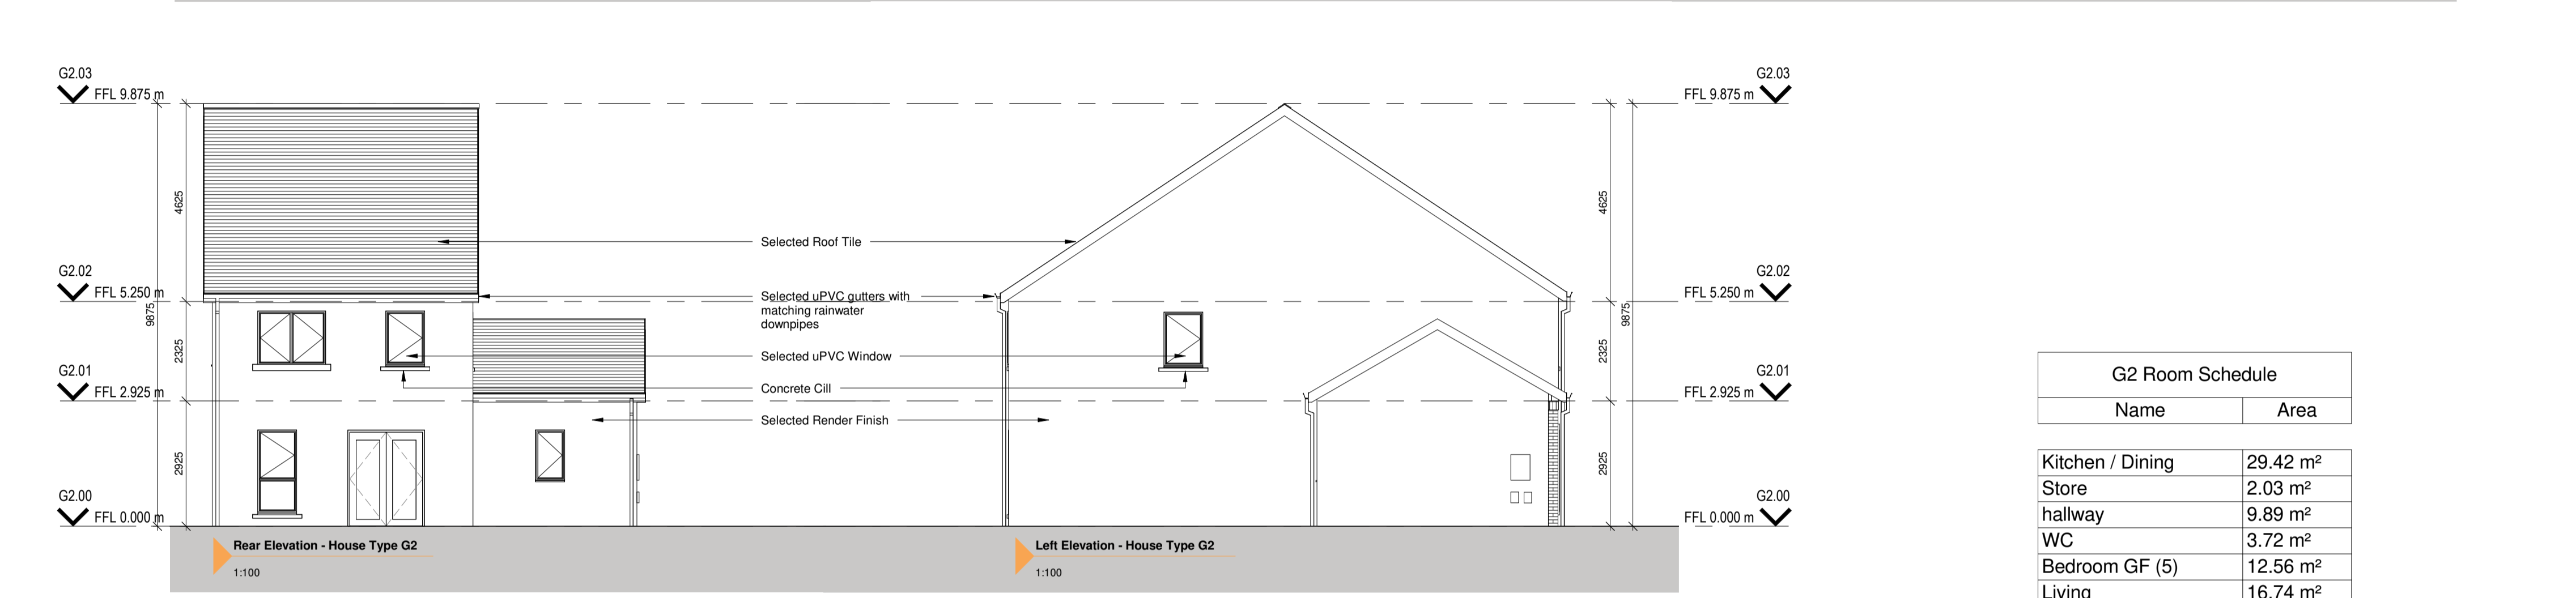 G2.03
FFL 9.875 m
G2.02
FFL 5.250 m
G2.01
FFL 2.925 m
G2.00
FFL 0.000 m
9875
4625
2325
2925
Selected Roof Tile
Selected uPVC gutters with
matching rainwater
downpipes
Selected uPVC Window
Concrete Cill
Selected Render Finish
4625
2325
2925
9875
G2.03
FFL 9.875 m
G2.02
FFL 5.250 m
G2.01
FFL 2.925 m
G2.00
FFL 0.000 m
Rear Elevation - House Type G2
1:100
Left Elevation - House Type G2
1:100
G2 Room Schedule
Name Area
Kitchen / Dining 29.42 m²
Store 2.03 m²
hallway 9.89 m²
WC 3.72 m²
Bedroom GF (5) 12.56 m²
Living 16.74 m²